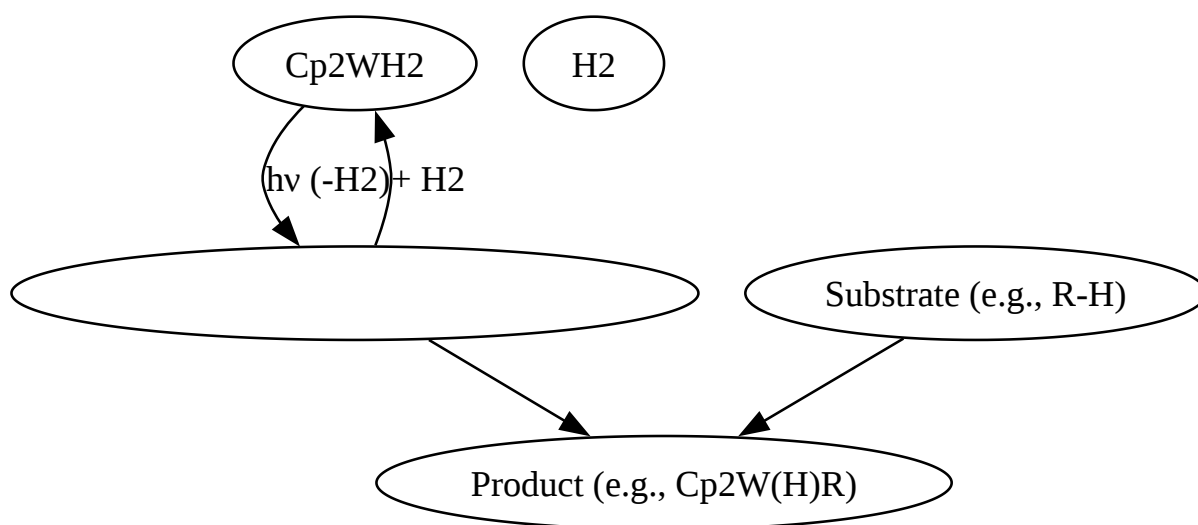 Cp2WH2
H2
hν (-H2)
+ H2
Substrate (e.g., R-H)
Product (e.g., Cp2W(H)R)